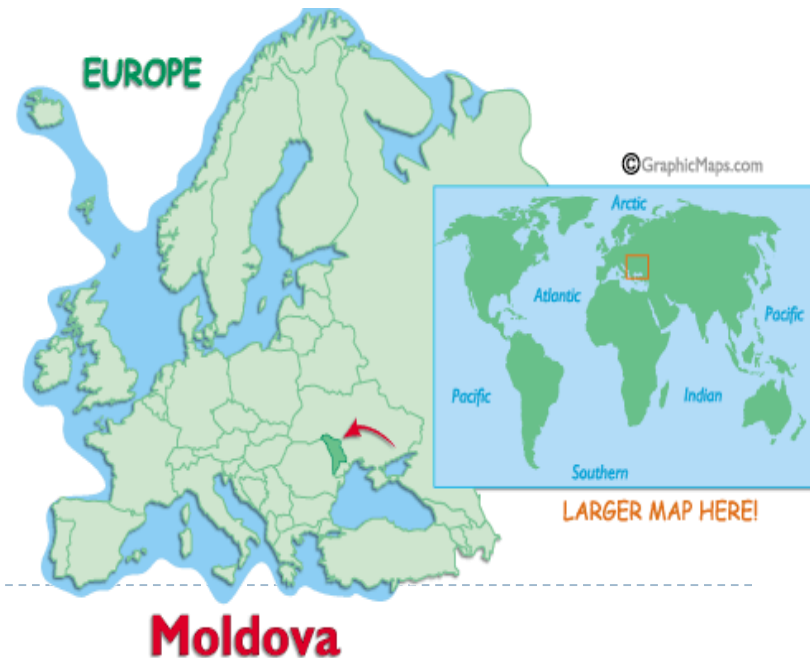 EUROPE
©GraphicMaps.com
Arctic
Atlantic
Pacific
Pacific
Indian
Southern
LARGER MAP HERE!
Moldova